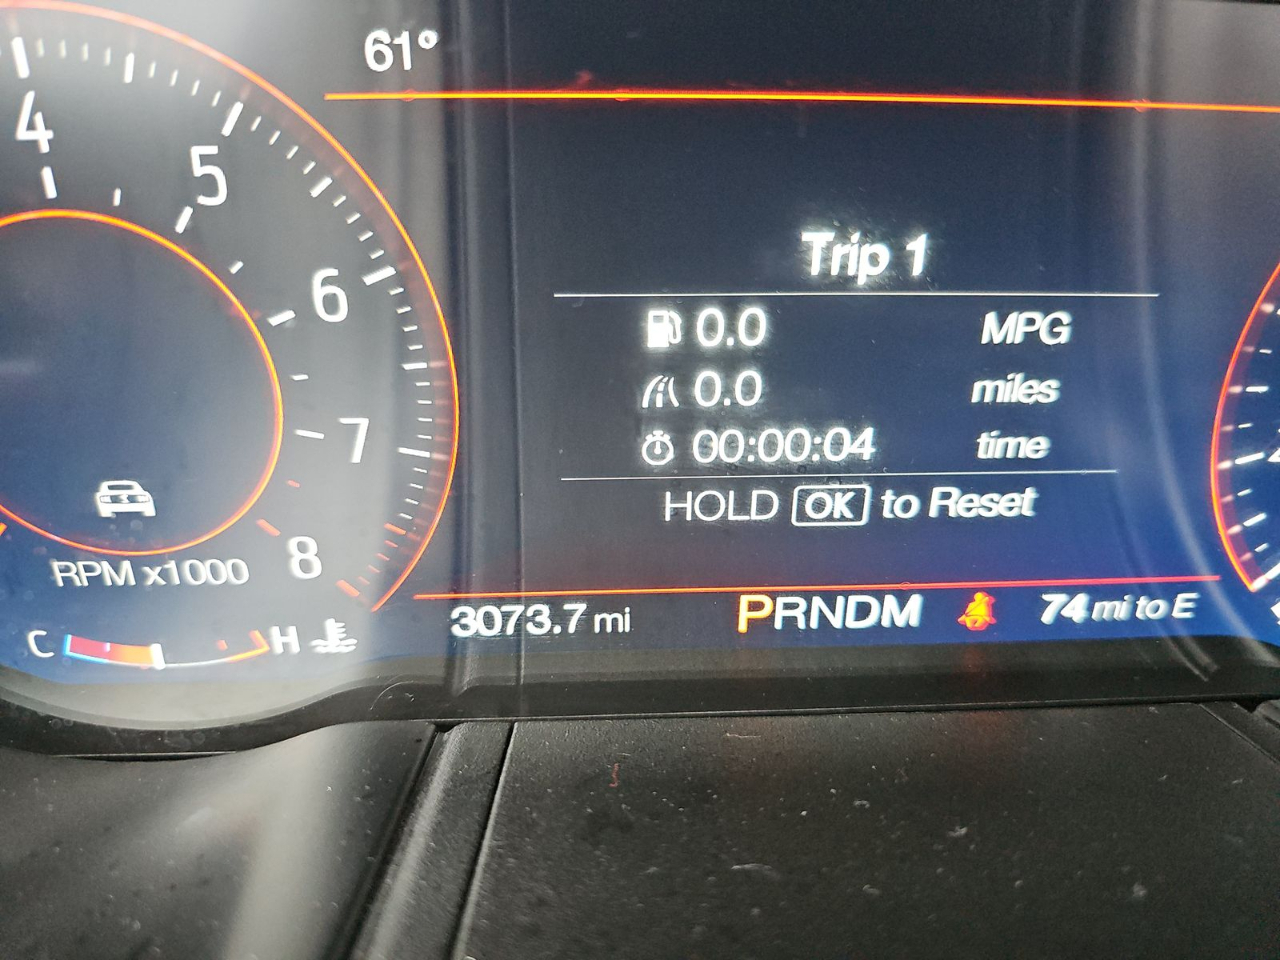 61°
4
5
6
7
8
RPM x1000
C H
Trip 1
0.0 MPG
0.0 miles
00:00:04 time
HOLD OK to Reset
3073.7 mi
PRNDM
74 mi to E